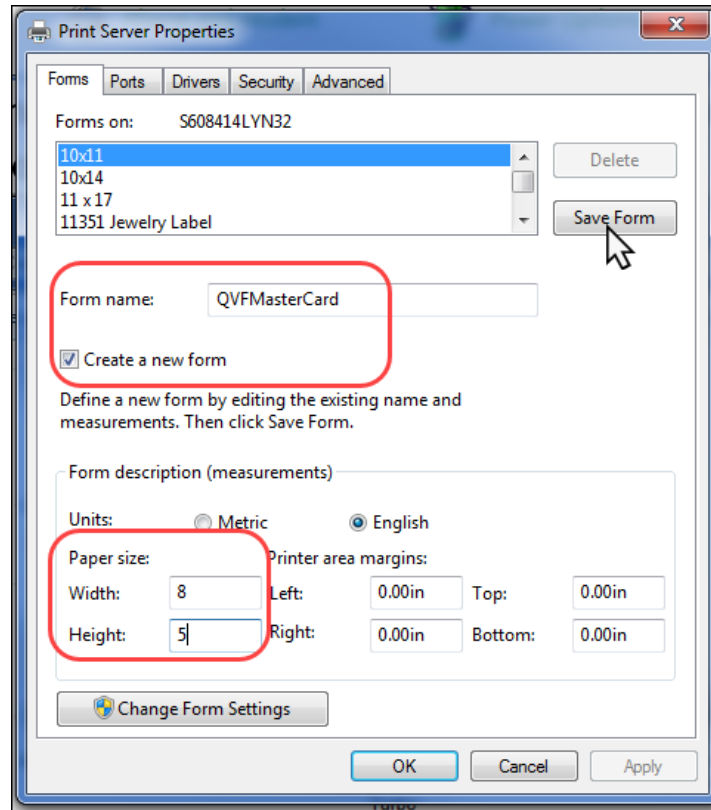 Print Server Properties
Forms Ports Drivers Security Advanced
Forms on: S608414LYN32
10x11
10x14
11 x 17
11351 Jewelry Label
Delete
Save Form
Form name: QVFMasterCard
Create a new form
Define a new form by editing the existing name and
measurements. Then click Save Form.
Form description (measurements)
Units: Metric English
Paper size: Printer area margins:
Width: 8 Left: 0.00in Top: 0.00in
Height: 5 Right: 0.00in Bottom: 0.00in
Change Form Settings
OK Cancel Apply